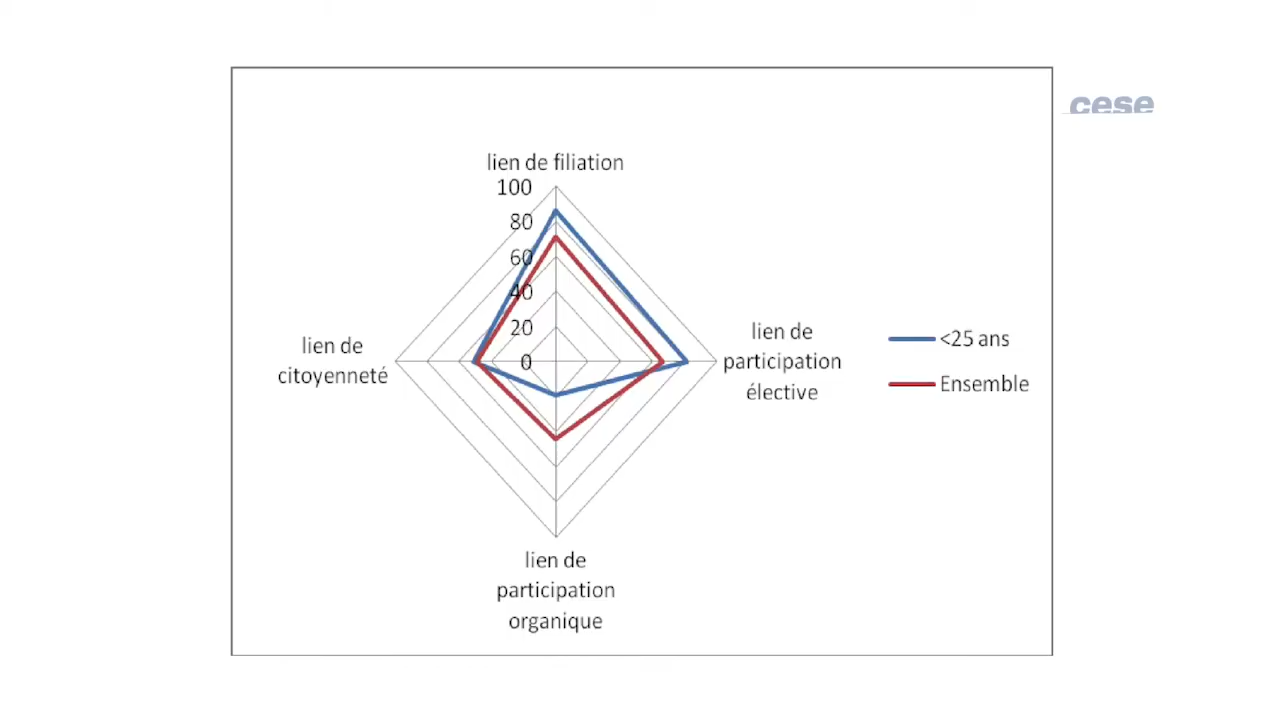 cese
lien de filiation
100
80
60
40
20
0
lien de
citoyenneté
lien de
participation
élective
lien de
participation
organique
<25 ans
Ensemble